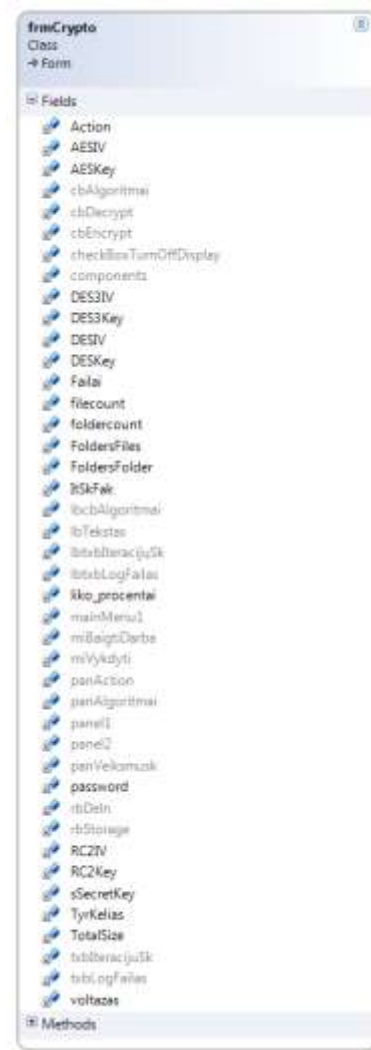 frmCrypto
Class
→ Form
Fields
Action
AESIV
AESKey
cbAlgoritmai
cbDecrypt
cbEncrypt
checkBoxTurnOffDisplay
components
DES3IV
DES3Key
DESIV
DESKey
Failai
filecount
foldercount
FoldersFiles
FoldersFolder
ItSkFak
lbcbAlgoritmai
lbTekstas
lbtxbIteracijuSk
lbtxbLogFailas
liko_procentai
mainMenu1
miBaigtiDarba
miVykdyti
panAction
panAlgoritmai
panel1
panel2
panVeiksmusk
password
rbDeIn
rbStorage
RC2IV
RC2Key
sSecretKey
TyrKelias
TotalSize
txbIteracijuSk
txbLogFailas
voltazas
Methods